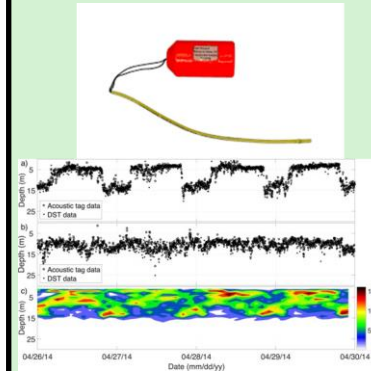 a)
5
15
25
Depth (m)
• Acoustic tag data
• DST data
b)
5
15
25
Depth (m)
• Acoustic tag data
• DST data
c)
5
15
25
Depth (m)
04/26/14 04/27/14 04/28/14 04/29/14 04/30/14
Date (mm/dd/yy)